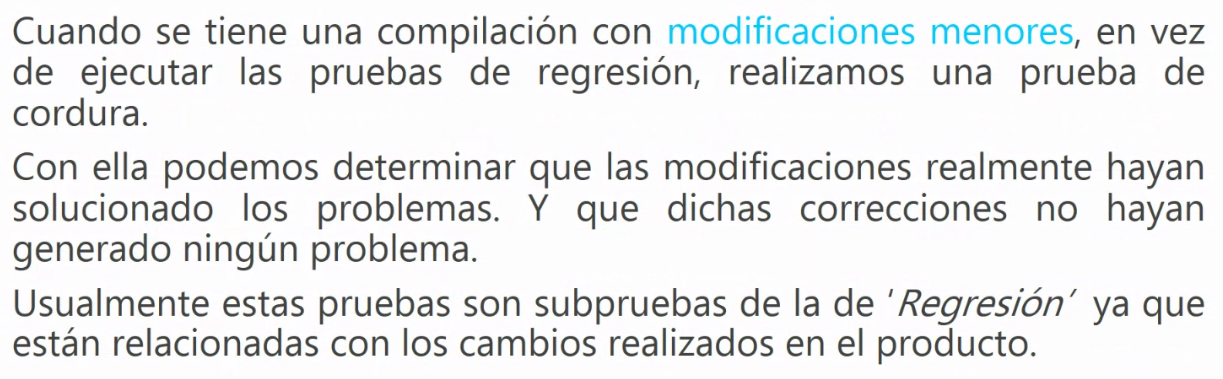 Cuando se tiene una compilación con modificaciones menores, en vez
de ejecutar las pruebas de regresión, realizamos una prueba de
cordura.
Con ella podemos determinar que las modificaciones realmente hayan
solucionado los problemas. Y que dichas correcciones no hayan
generado ningún problema.
Usualmente estas pruebas son subpruebas de la de 'Regresión' ya que
están relacionadas con los cambios realizados en el producto.